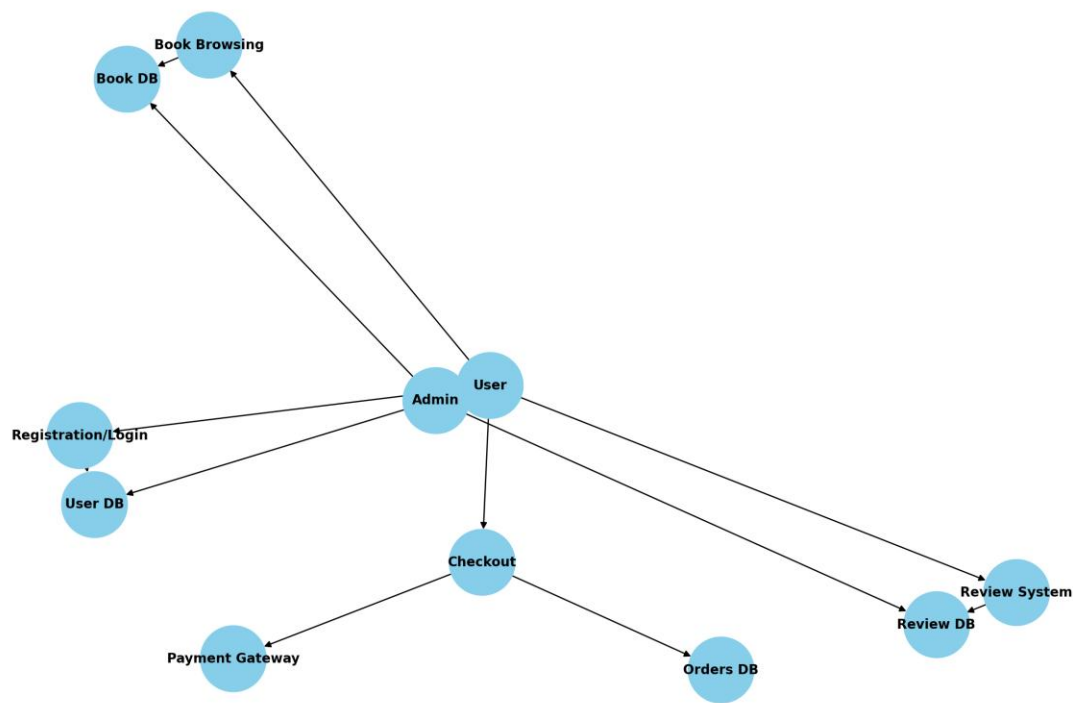 Book Browsing
Book DB
User
Admin
Registration/Login
User DB
Checkout
Review System
Review DB
Payment Gateway
Orders DB